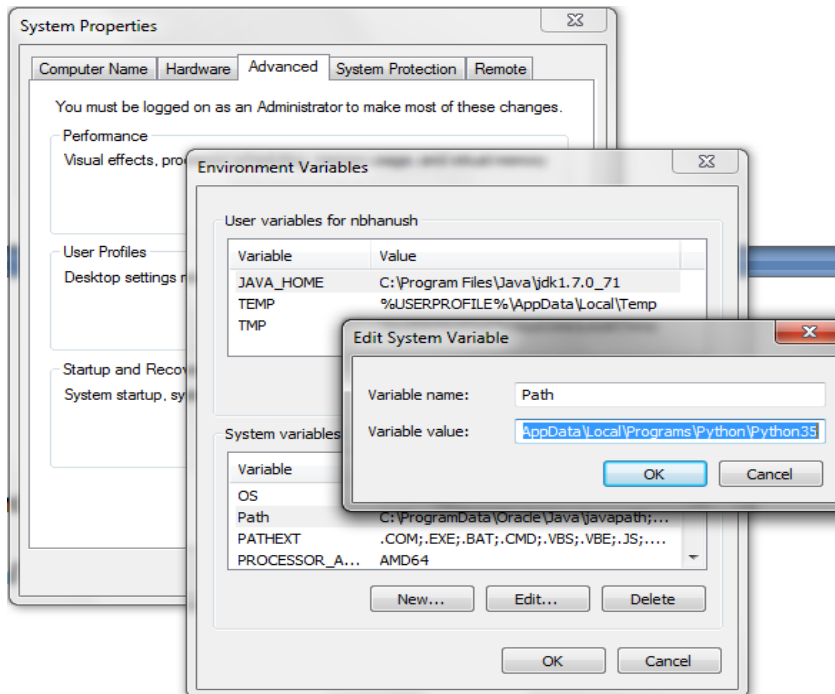 System Properties
Computer Name Hardware Advanced System Protection Remote
You must be logged on as an Administrator to make most of these changes.
Performance
Visual effects,
Environment Variables
User variables for nbhanush
Variable Value
JAVA_HOME C:\Program Files\Java\jdk1.7.0_71
TEMP %USERPROFILE%\AppData\Local\Temp
TMP
User Profiles
Desktop settings
Edit System Variable
Variable name: Path
Variable value: AppData\Local\Programs\Python\Python35
OK Cancel
Startup and Recov
System startup, sy
System variables
Variable
OS
Path C:\ProgramData\Oracle\Java\javapath;...
PATHEXT .COM;.EXE;.BAT;.CMD;.VBS;.VBE;.JS;....
PROCESSOR_A... AMD64
New... Edit... Delete
OK Cancel